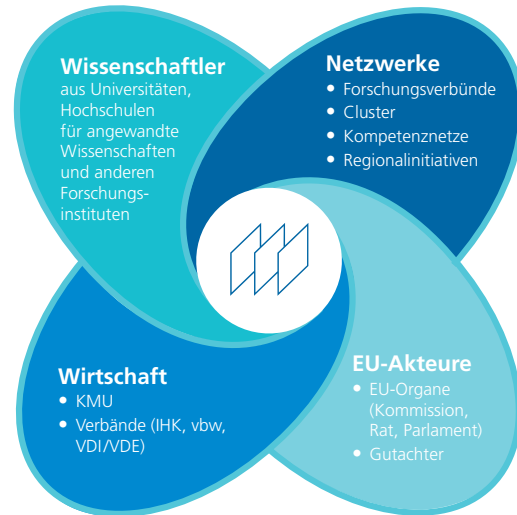 Wissenschaftler
aus Universitäten,
Hochschulen
für angewandte
Wissenschaften
und anderen
Forschungs-
instituten
Netzwerke
• Forschungsverbünde
• Cluster
• Kompetenznetze
• Regionalinitiativen
Wirtschaft
• KMU
• Verbände (IHK, vbw,
VDI/VDE)
EU-Akteure
• EU-Organe
(Kommission,
Rat, Parlament)
• Gutachter